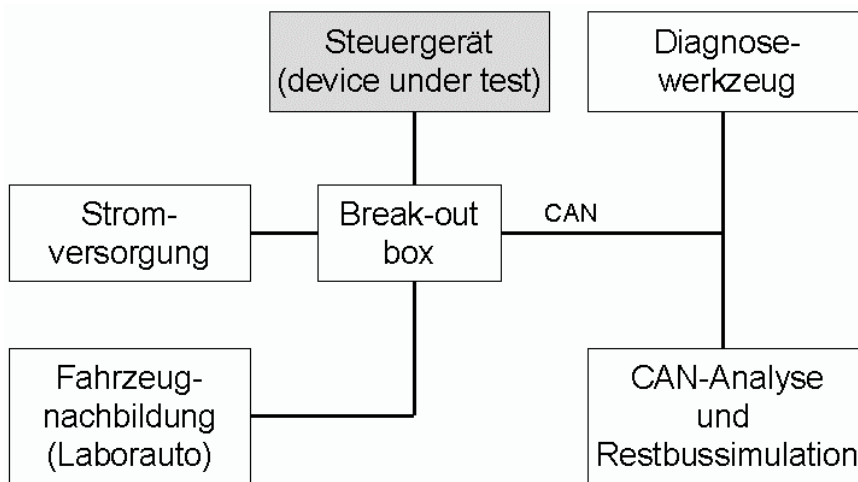 Steuergerät
(device under test)
Diagnose-
werkzeug
Strom-
versorgung
Break-out
box
CAN
Fahrzeug-
nachbildung
(Laborauto)
CAN-Analyse
und
Restbussimulation